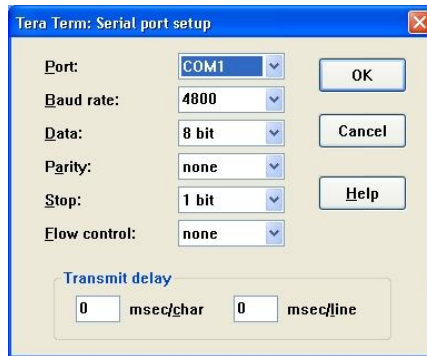 Tera Term: Serial port setup
Port: COM1 OK
Baud rate: 4800
Data: 8 bit Cancel
Parity: none
Stop: 1 bit Help
Flow control: none
Transmit delay
0 msec/char 0 msec/line